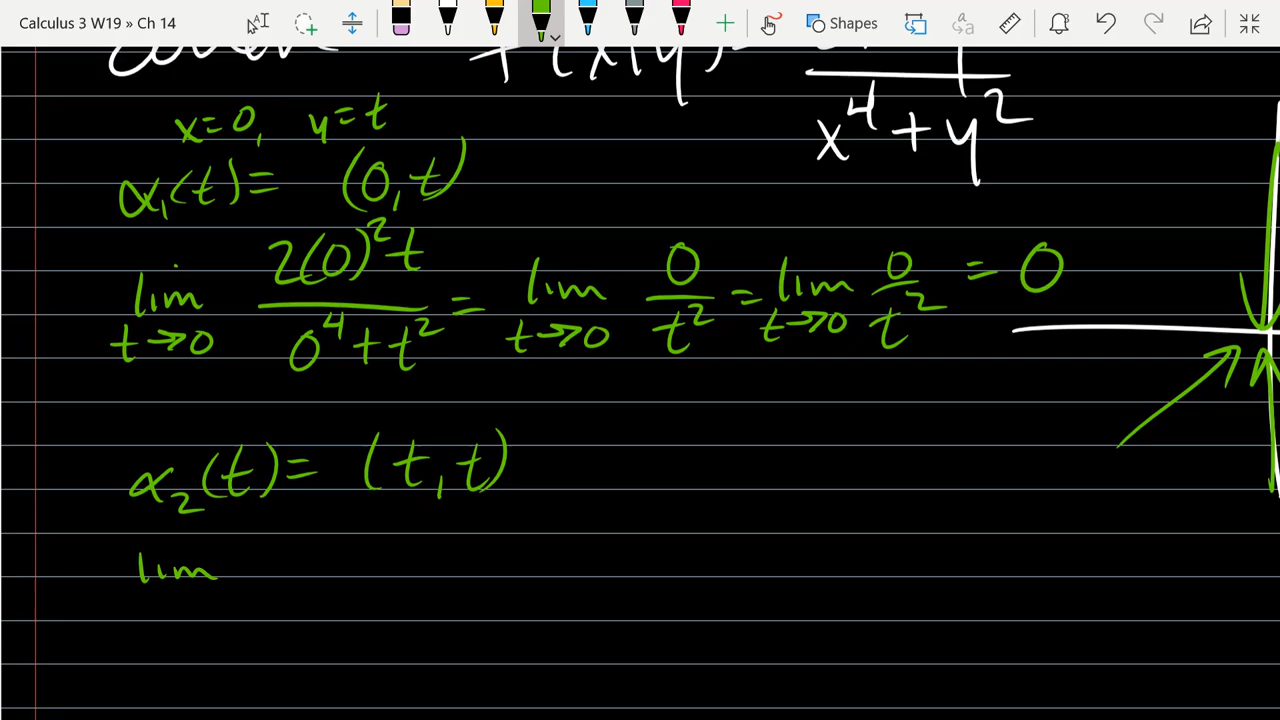 Calculus 3 W19 » Ch 14 Shapes
f(x,y)
x⁴+y²
x=0, y=t
α₁(t)= (0,t)
lim t→0 2(0)²t / 0⁴+t² = lim t→0 0/t² = lim t→0 0/t² = 0
α₂(t)= (t,t)
lim